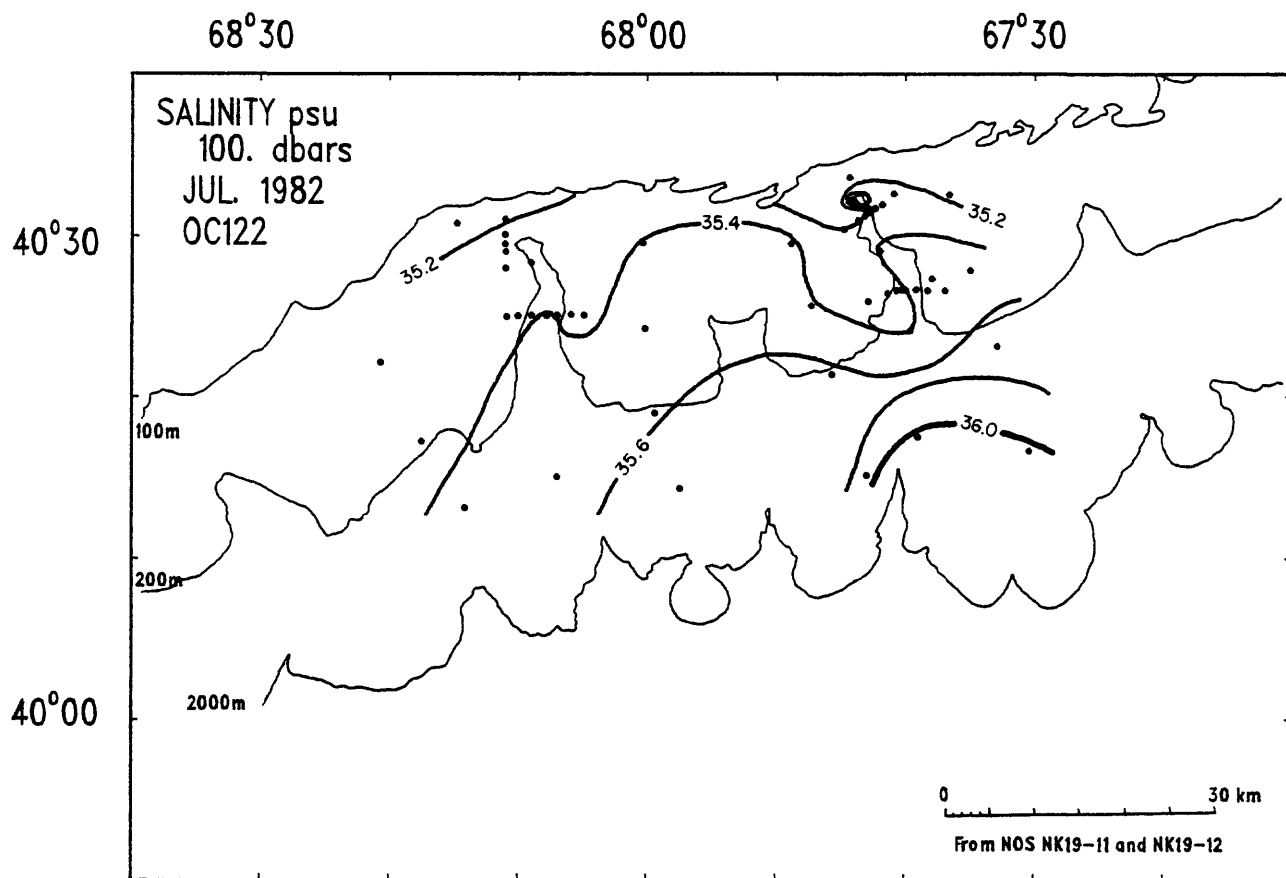 68°30 68°00 67°30
SALINITY psu
100. dbars
JUL. 1982
OC122
40°30
35.2
35.4
35.2
100m
35.6
36.0
200m
2000m
40°00
0 30 km
From NOS NK19-11 and NK19-12